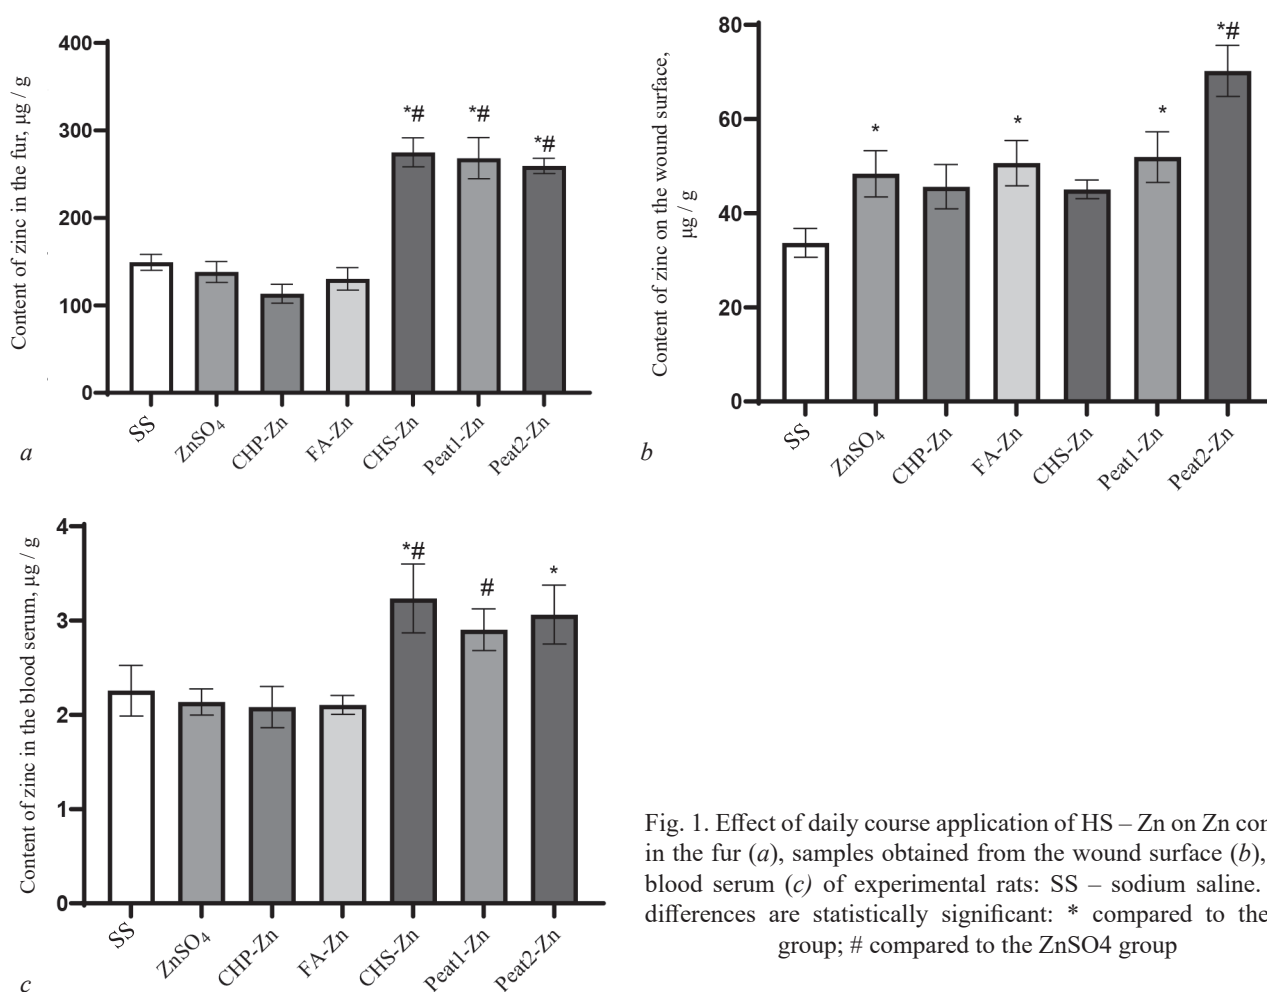 Content of zinc in the fur, µg / g
400
300
200
100
0
*#
*#
*#
SS
ZnSO4
CHP-Zn
FA-Zn
CHS-Zn
Peat1-Zn
Peat2-Zn
a
Content of zinc on the wound surface,
µg / g
80
60
40
20
0
*
*
*
*#
SS
ZnSO4
CHP-Zn
FA-Zn
CHS-Zn
Peat1-Zn
Peat2-Zn
b
Content of zinc in the blood serum, µg / g
4
3
2
1
0
*#
#
*
SS
ZnSO4
CHP-Zn
FA-Zn
CHS-Zn
Peat1-Zn
Peat2-Zn
c
Fig. 1. Effect of daily course application of HS – Zn on Zn con
in the fur (a), samples obtained from the wound surface (b),
blood serum (c) of experimental rats: SS – sodium saline.
differences are statistically significant: * compared to the
group; # compared to the ZnSO4 group